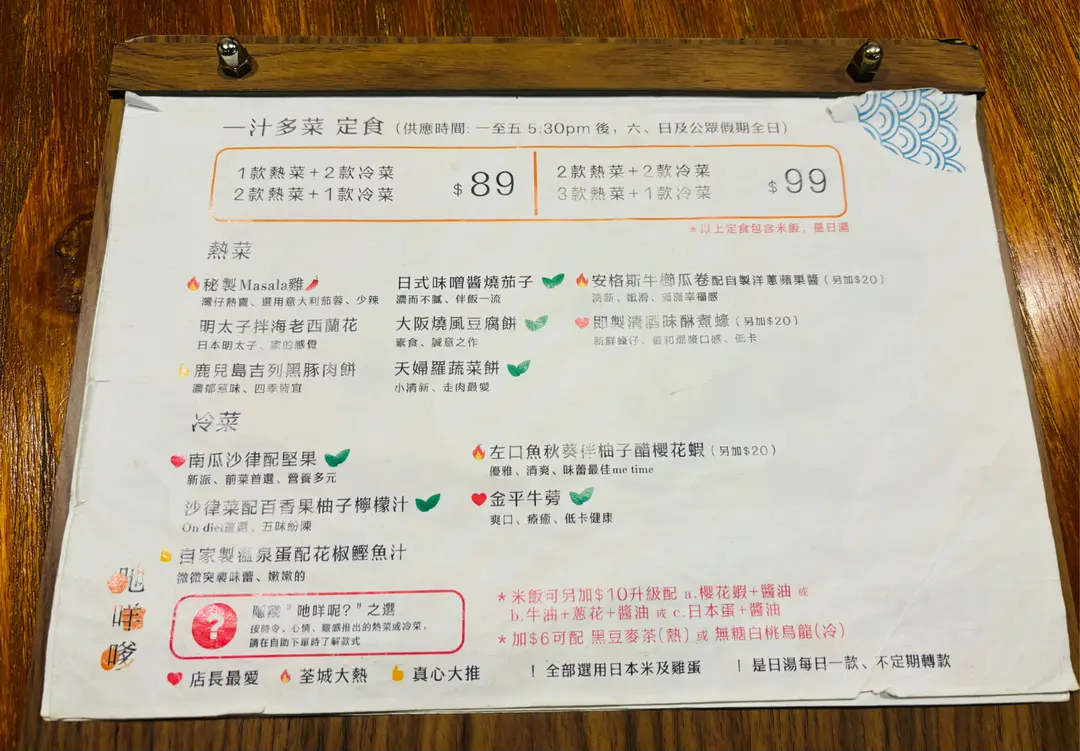 一汁多菜 定食 (供應時間: 一至五 5.30pm 後, 六、日及公眾假期全日)
1款熱菜+2款冷菜
2款熱菜+1款冷菜
$89
2款熱菜+2款冷菜
3款熱菜+1款冷菜
$99
*以上定食包含米飯, 是日湯
熱菜
秘製Masala雞
灣仔熱賣、選用意大利茄蓉、少辣
明太子拌海老西蘭花
日本明太子、家的感覺
鹿兒島吉列黑豚肉餅
濃郁惹味、四季皆宜
日式味噌醬燒茄子
濃而不膩、伴飯一流
大阪燒風豆腐餅
素食、誠意之作
天婦羅蔬菜餅
小清新、走肉最愛
安格斯牛櫛瓜卷配自製洋蔥蘋果醬 (另加$20)
清新、嫩滑、滿滿幸福感
即製清酒味醂煮蠔 (另加$20)
新鮮蠔仔、口感、低卡
冷菜
南瓜沙律配堅果
新派、前菜首選、營養多元
沙律菜配百香果柚子檸檬汁
On diet 五味紛陳
自家製溫泉蛋配花椒鰹魚汁
微微突襲味蕾、嫩嫩的
左口魚秋葵伴柚子醋櫻花蝦 (另加$20)
優雅、清爽、味蕾最佳me time
金平牛蒡
爽口、療癒、低卡健康
吔
咩
嗲
?
"吔咩呢?"之選
按時令、心情、靈感推出的熱菜或冷菜,
請在自助下單時了解款式
*米飯可另加$10升級配 a.櫻花蝦+醬油 或
b.牛油+蔥花+醬油 或 c.日本蛋+醬油
*加$6可配 黑豆麥茶(熱) 或 無糖白桃烏龍(冷)
店長最愛 荃城大熱 真心大推 ! 全部選用日本米及雞蛋 ! 是日湯每日一款、不定期轉款